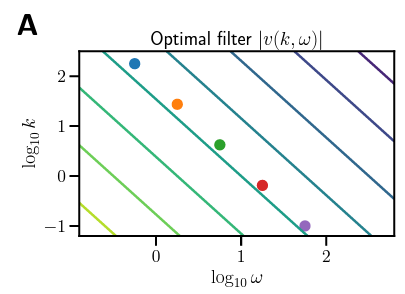 A
Optimal filter |v(k, ω)|
2
1
0
−1
log₁₀ k
0
1
2
log₁₀ ω